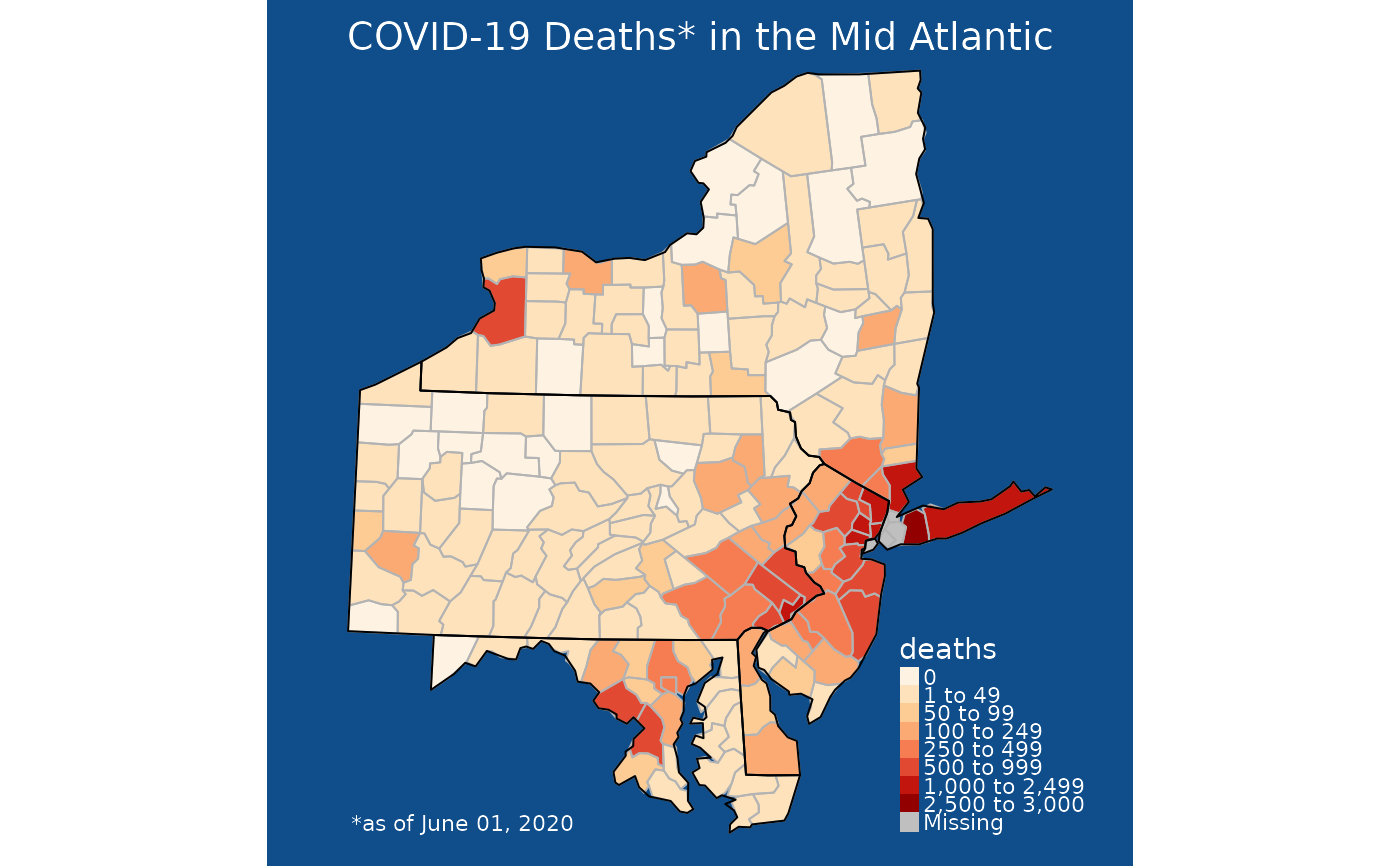 COVID-19 Deaths* in the Mid Atlantic
deaths
0
1 to 49
50 to 99
100 to 249
250 to 499
500 to 999
1,000 to 2,499
2,500 to 3,000
Missing
*as of June 01, 2020